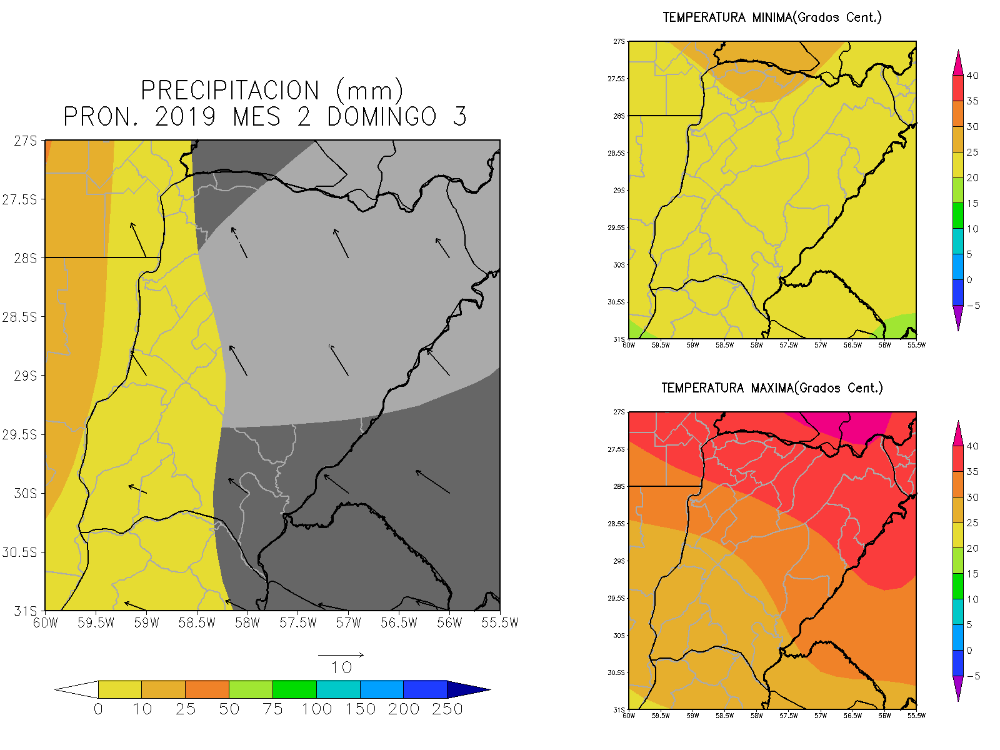 PRECIPITACION (mm)
PRON. 2019 MES 2 DOMINGO 3
27S
27.5S
28S
28.5S
29S
29.5S
30S
30.5S
31S
60W 59.5W 59W 58.5W 58W 57.5W 57W 56.5W 56W 55.5W
10
0 10 25 50 75 100 150 200 250
TEMPERATURA MINIMA(Grados Cent.)
27S
27.5S
28S
28.5S
29S
29.5S
30S
30.5S
31S
60W 59.5W 59W 58.5W 58W 57.5W 57W 56.5W 56W 55.5W
40
35
30
25
20
15
10
5
0
-5
TEMPERATURA MAXIMA(Grados Cent.)
27S
27.5S
28S
28.5S
29S
29.5S
30S
30.5S
31S
60W 59.5W 59W 58.5W 58W 57.5W 57W 56.5W 56W 55.5W
40
35
30
25
20
15
10
5
0
-5